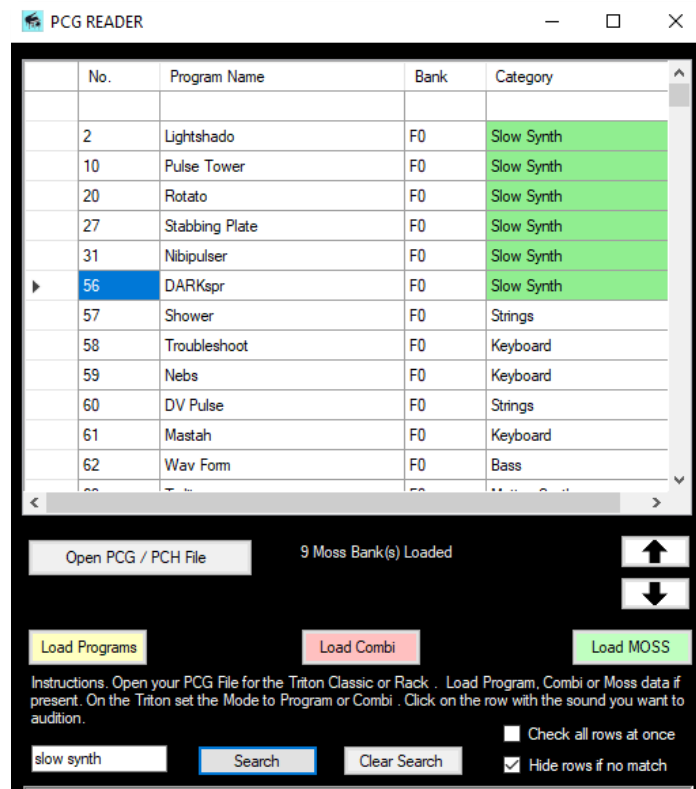 PCG READER
No. Program Name Bank Category
2 Lightshado F0 Slow Synth
10 Pulse Tower F0 Slow Synth
20 Rotato F0 Slow Synth
27 Stabbing Plate F0 Slow Synth
31 Nibipulser F0 Slow Synth
56 DARKspr F0 Slow Synth
57 Shower F0 Strings
58 Troubleshoot F0 Keyboard
59 Nebs F0 Keyboard
60 DV Pulse F0 Strings
61 Mastah F0 Keyboard
62 Wav Form F0 Bass
Open PCG / PCH File 9 Moss Bank(s) Loaded
Load Programs Load Combi Load MOSS
Instructions. Open your PCG File for the Triton Classic or Rack . Load Program, Combi or Moss data if
present. On the Triton set the Mode to Program or Combi . Click on the row with the sound you want to
audition.
Check all rows at once
slow synth Search Clear Search Hide rows if no match